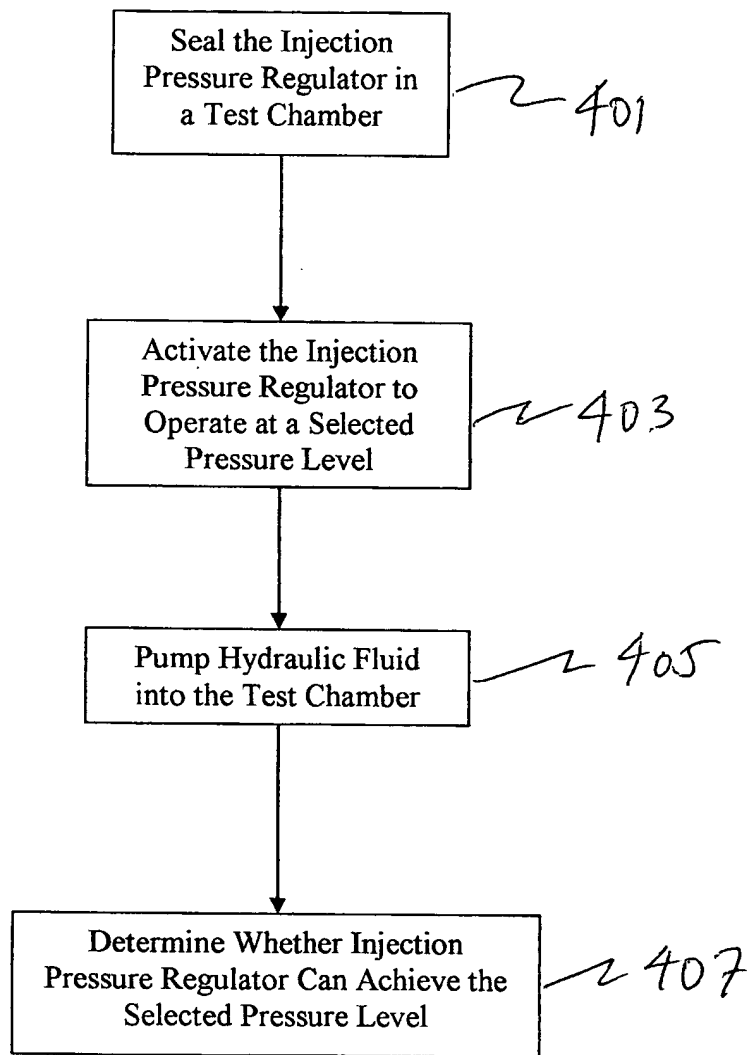 Seal the Injection
Pressure Regulator in
a Test Chamber
401
Activate the Injection
Pressure Regulator to
Operate at a Selected
Pressure Level
403
Pump Hydraulic Fluid
into the Test Chamber
405
Determine Whether Injection
Pressure Regulator Can Achieve the
Selected Pressure Level
407